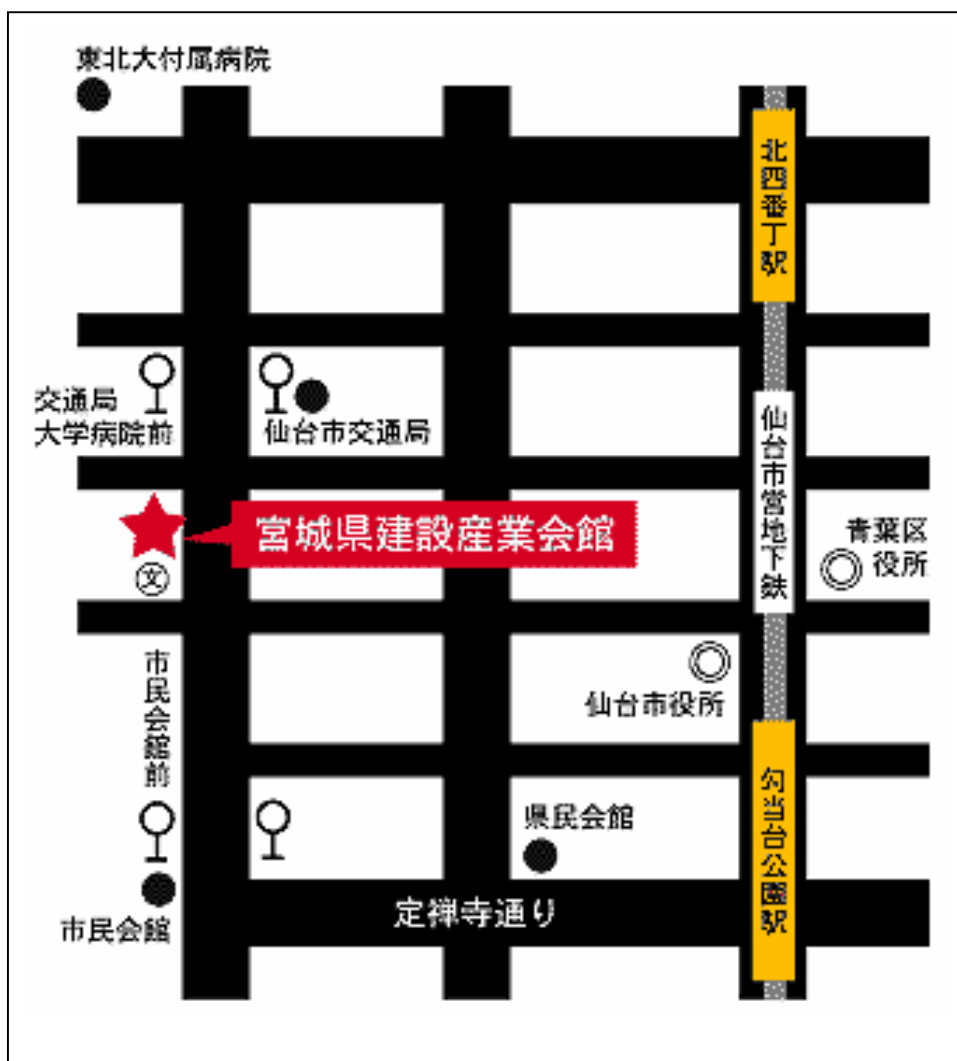 東北大付属病院
北四番丁駅
交通局
大学病院前
仙台市交通局
仙台市営地下鉄
宮城県建設産業会館
文
青葉区
役所
市民会館前
仙台市役所
県民会館
勾当台公園駅
市民会館
定禅寺通り